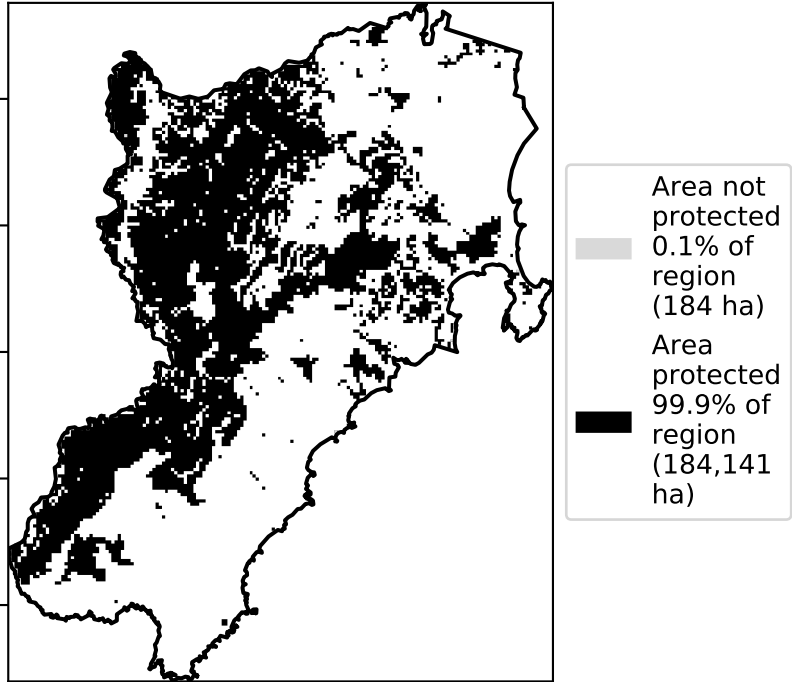 Area not
protected
0.1% of
region
(184 ha)
Area
protected
99.9% of
region
(184,141
ha)